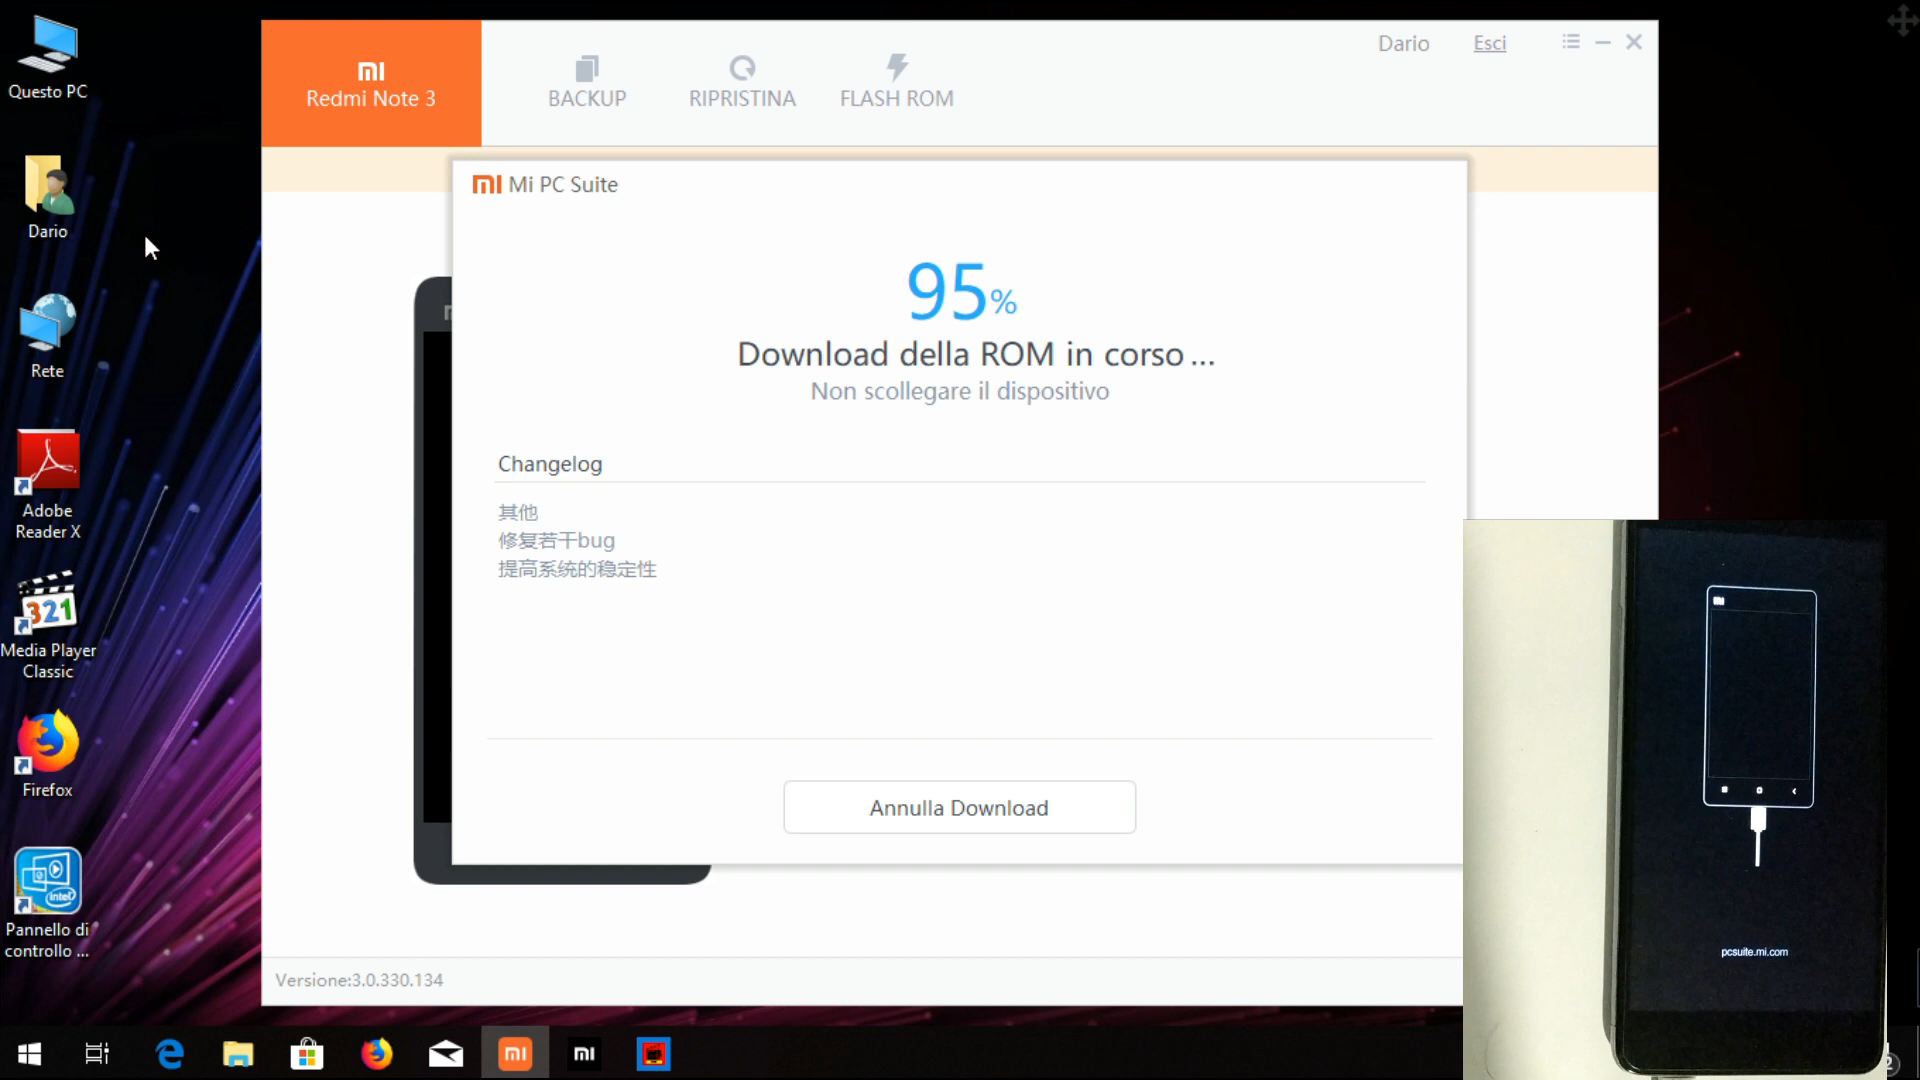 Questo PC
Dario
Rete
Adobe
Reader X
321
Media Player
Classic
Firefox
intel
Pannello di
controllo ...
Redmi Note 3
BACKUP
RIPRISTINA
FLASH ROM
Dario
Esci
Mi PC Suite
95%
Download della ROM in corso ...
Non scollegare il dispositivo
Changelog
其他
修复若干bug
提高系统的稳定性
Annulla Download
Versione:3.0.330.134
pcsuite.mi.com